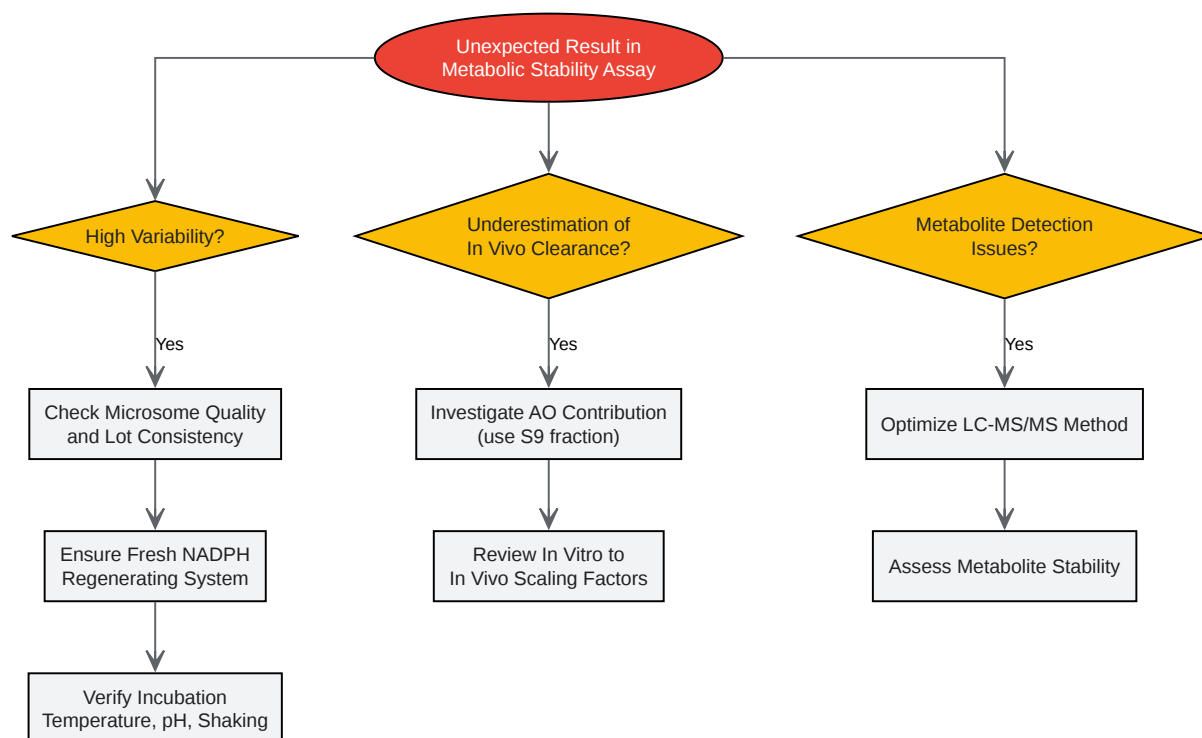 Unexpected Result in
Metabolic Stability Assay
High Variability?
Underestimation of
In Vivo Clearance?
Metabolite Detection
Issues?
Yes
Yes
Yes
Check Microsome Quality
and Lot Consistency
Investigate AO Contribution
(use S9 fraction)
Optimize LC-MS/MS Method
Ensure Fresh NADPH
Regenerating System
Review In Vitro to
In Vivo Scaling Factors
Assess Metabolite Stability
Verify Incubation
Temperature, pH, Shaking